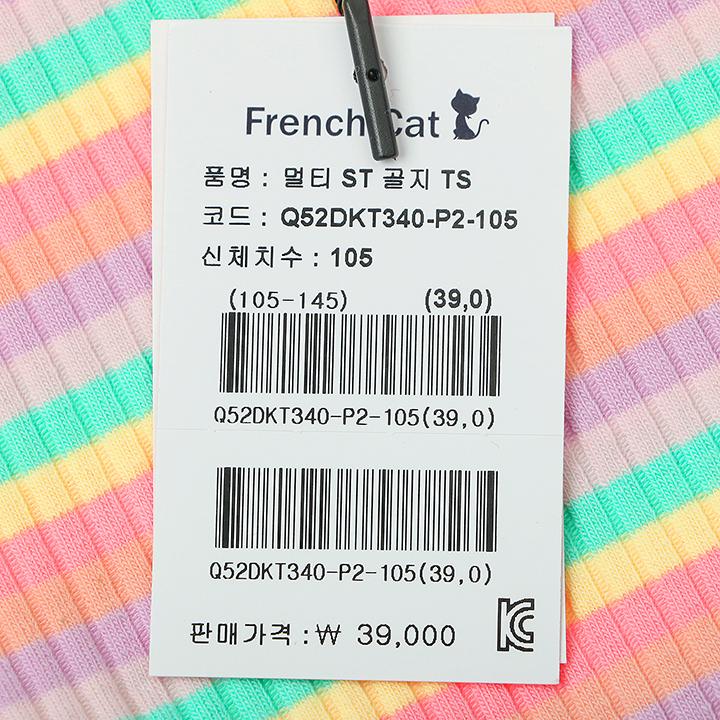 French Cat
품명 : 멀티 ST 골지 TS
코드 : Q52DKT340-P2-105
신체치수 : 105
(105-145) (39,0)
Q52DKT340-P2-105(39,0)
Q52DKT340-P2-105(39,0)
판매가격 :₩ 39,000
KC